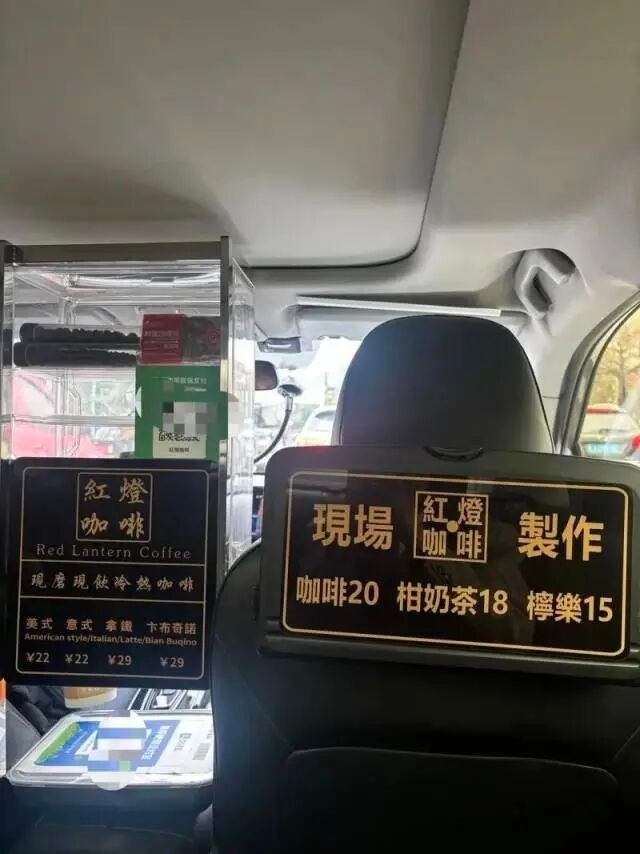 紅燈
咖啡
Red Lantern Coffee
現磨現飲冷熱咖啡
美式 意式 拿鐵 卞布奇諾
American style/Italian/Latte/Bian Buqino
¥22 ¥22 ¥29 ¥29
現場 紅燈咖啡 製作
咖啡20 柑奶茶18 檸樂15